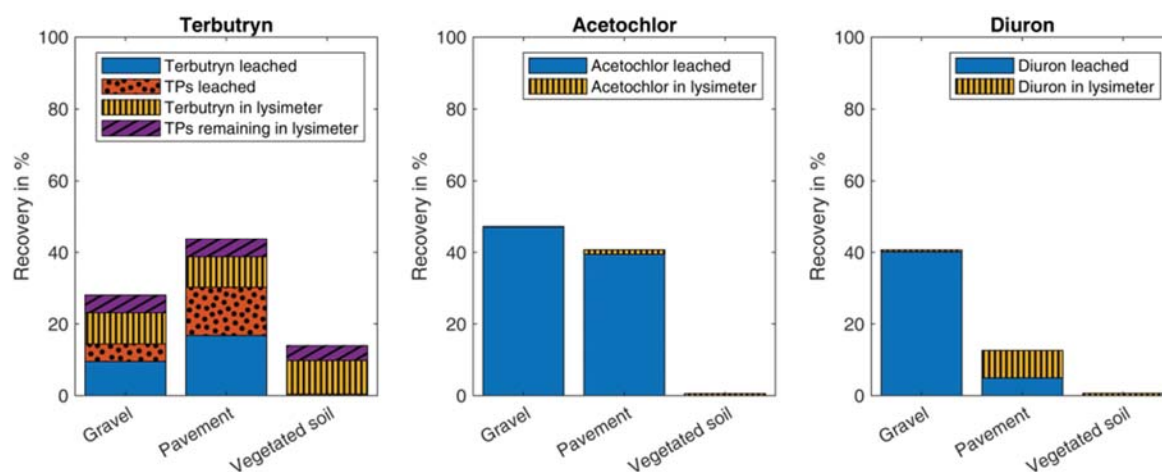 Terbutryn
Recovery in %
100
80
60
40
20
0
Terbutryn leached
TPs leached
Terbutryn in lysimeter
TPs remaining in lysimeter
Gravel
Pavement
Vegetated soil
Acetochlor
Recovery in %
100
80
60
40
20
0
Acetochlor leached
Acetochlor in lysimeter
Gravel
Pavement
Vegetated soil
Diuron
Recovery in %
100
80
60
40
20
0
Diuron leached
Diuron in lysimeter
Gravel
Pavement
Vegetated soil